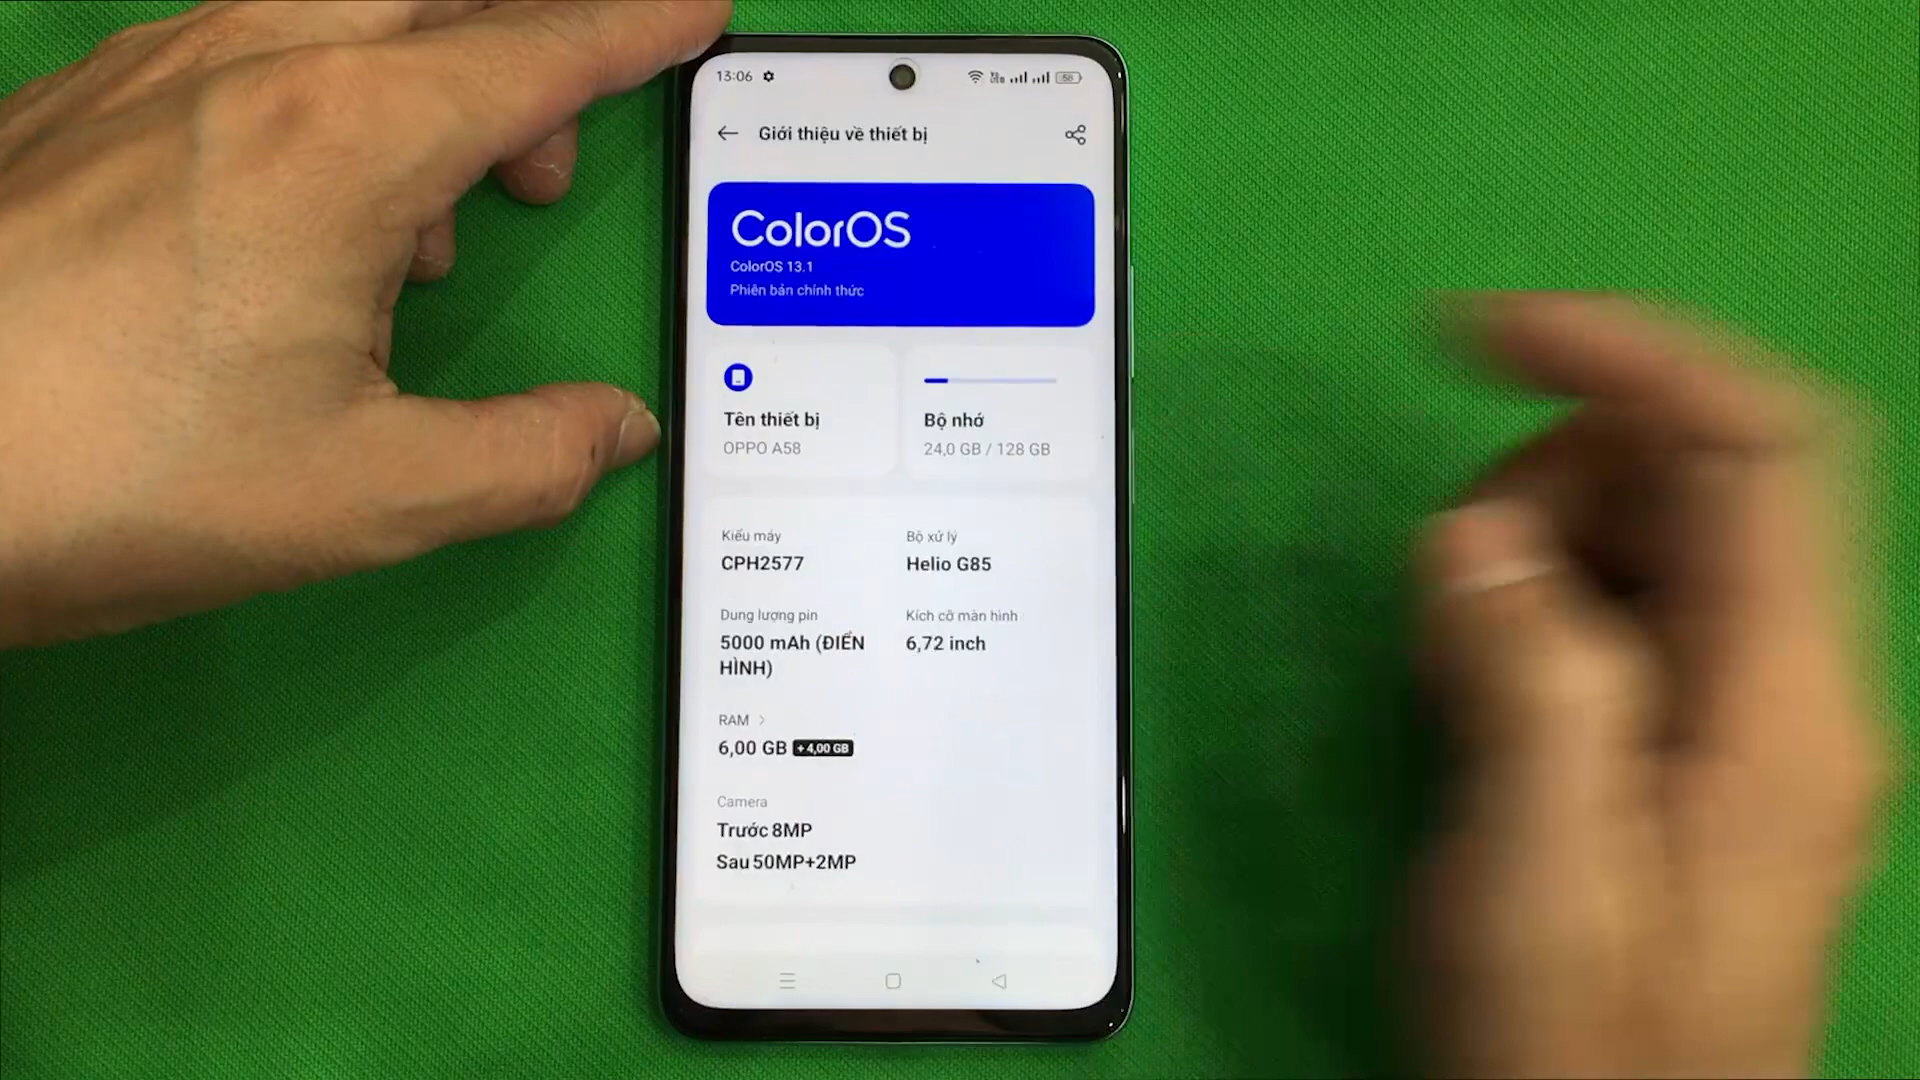 13:06
58
Giới thiệu về thiết bị
ColorOS
ColorOS 13.1
Phiên bản chính thức
Tên thiết bị
OPPO A58
Bộ nhớ
24,0 GB / 128 GB
Kiểu máy
CPH2577
Bộ xử lý
Helio G85
Dung lượng pin
5000 mAh (ĐIỂN
HÌNH)
Kích cỡ màn hình
6,72 inch
RAM
6,00 GB +4,00 GB
Camera
Trước 8MP
Sau 50MP+2MP